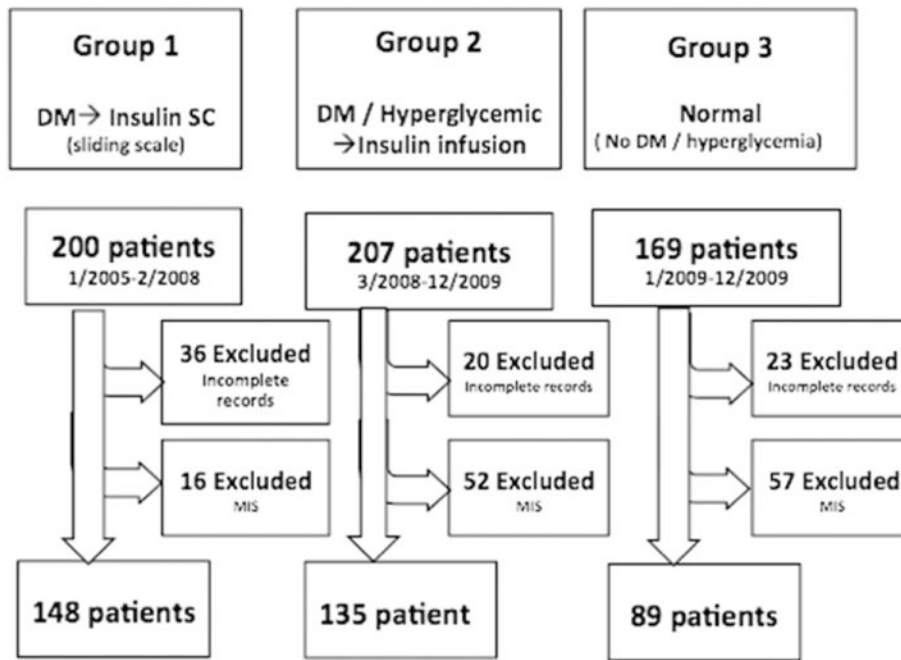 Group 1
DM→ Insulin SC
(sliding scale)
Group 2
DM / Hyperglycemic
→Insulin infusion
Group 3
Normal
( No DM / hyperglycemia)
200 patients
1/2005-2/2008
207 patients
3/2008-12/2009
169 patients
1/2009-12/2009
36 Excluded
Incomplete
records
20 Excluded
Incomplete records
23 Excluded
Incomplete records
16 Excluded
MIS
52 Excluded
MIS
57 Excluded
MIS
148 patients
135 patient
89 patients